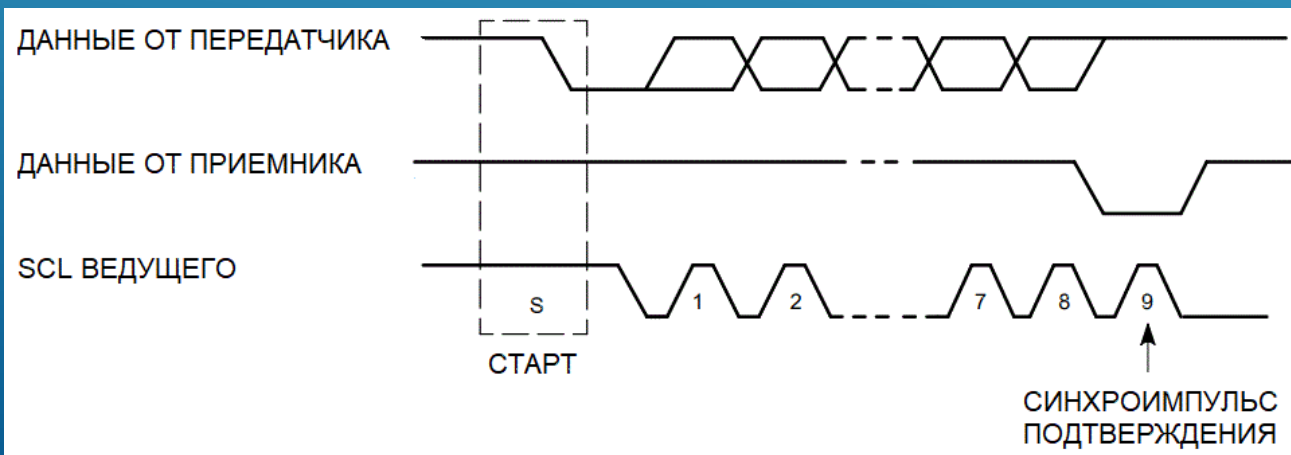 ДАННЫЕ ОТ ПЕРЕДАТЧИКА
ДАННЫЕ ОТ ПРИЕМНИКА
SCL ВЕДУЩЕГО
S
1
2
7
8
9
СТАРТ
СИНХРОИМПУЛЬС
ПОДТВЕРЖДЕНИЯ